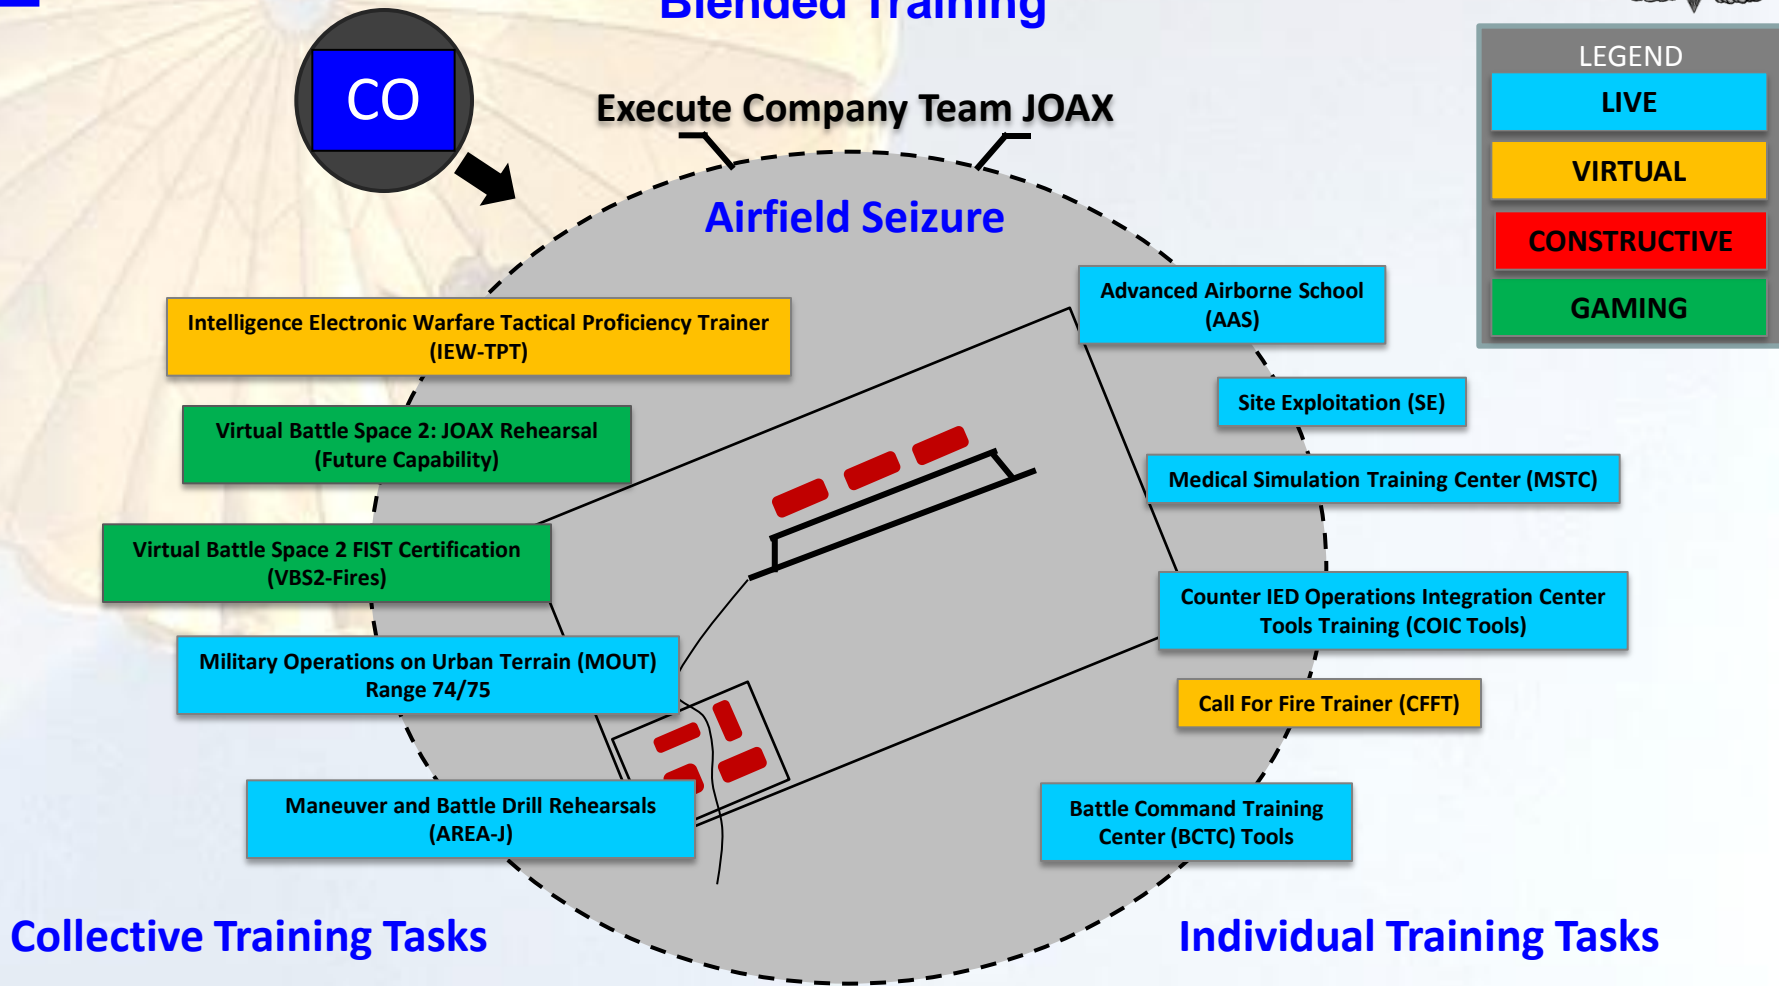 Blended Training
CO
Execute Company Team JOAX
Airfield Seizure
LEGEND
LIVE
VIRTUAL
CONSTRUCTIVE
GAMING
Intelligence Electronic Warfare Tactical Proficiency Trainer
(IEW-TPT)
Virtual Battle Space 2: JOAX Rehearsal
(Future Capability)
Virtual Battle Space 2 FIST Certification
(VBS2-Fires)
Military Operations on Urban Terrain (MOUT)
Range 74/75
Maneuver and Battle Drill Rehearsals
(AREA-J)
Advanced Airborne School
(AAS)
Site Exploitation (SE)
Medical Simulation Training Center (MSTC)
Counter IED Operations Integration Center
Tools Training (COIC Tools)
Call For Fire Trainer (CFFT)
Battle Command Training
Center (BCTC) Tools
Collective Training Tasks
Individual Training Tasks